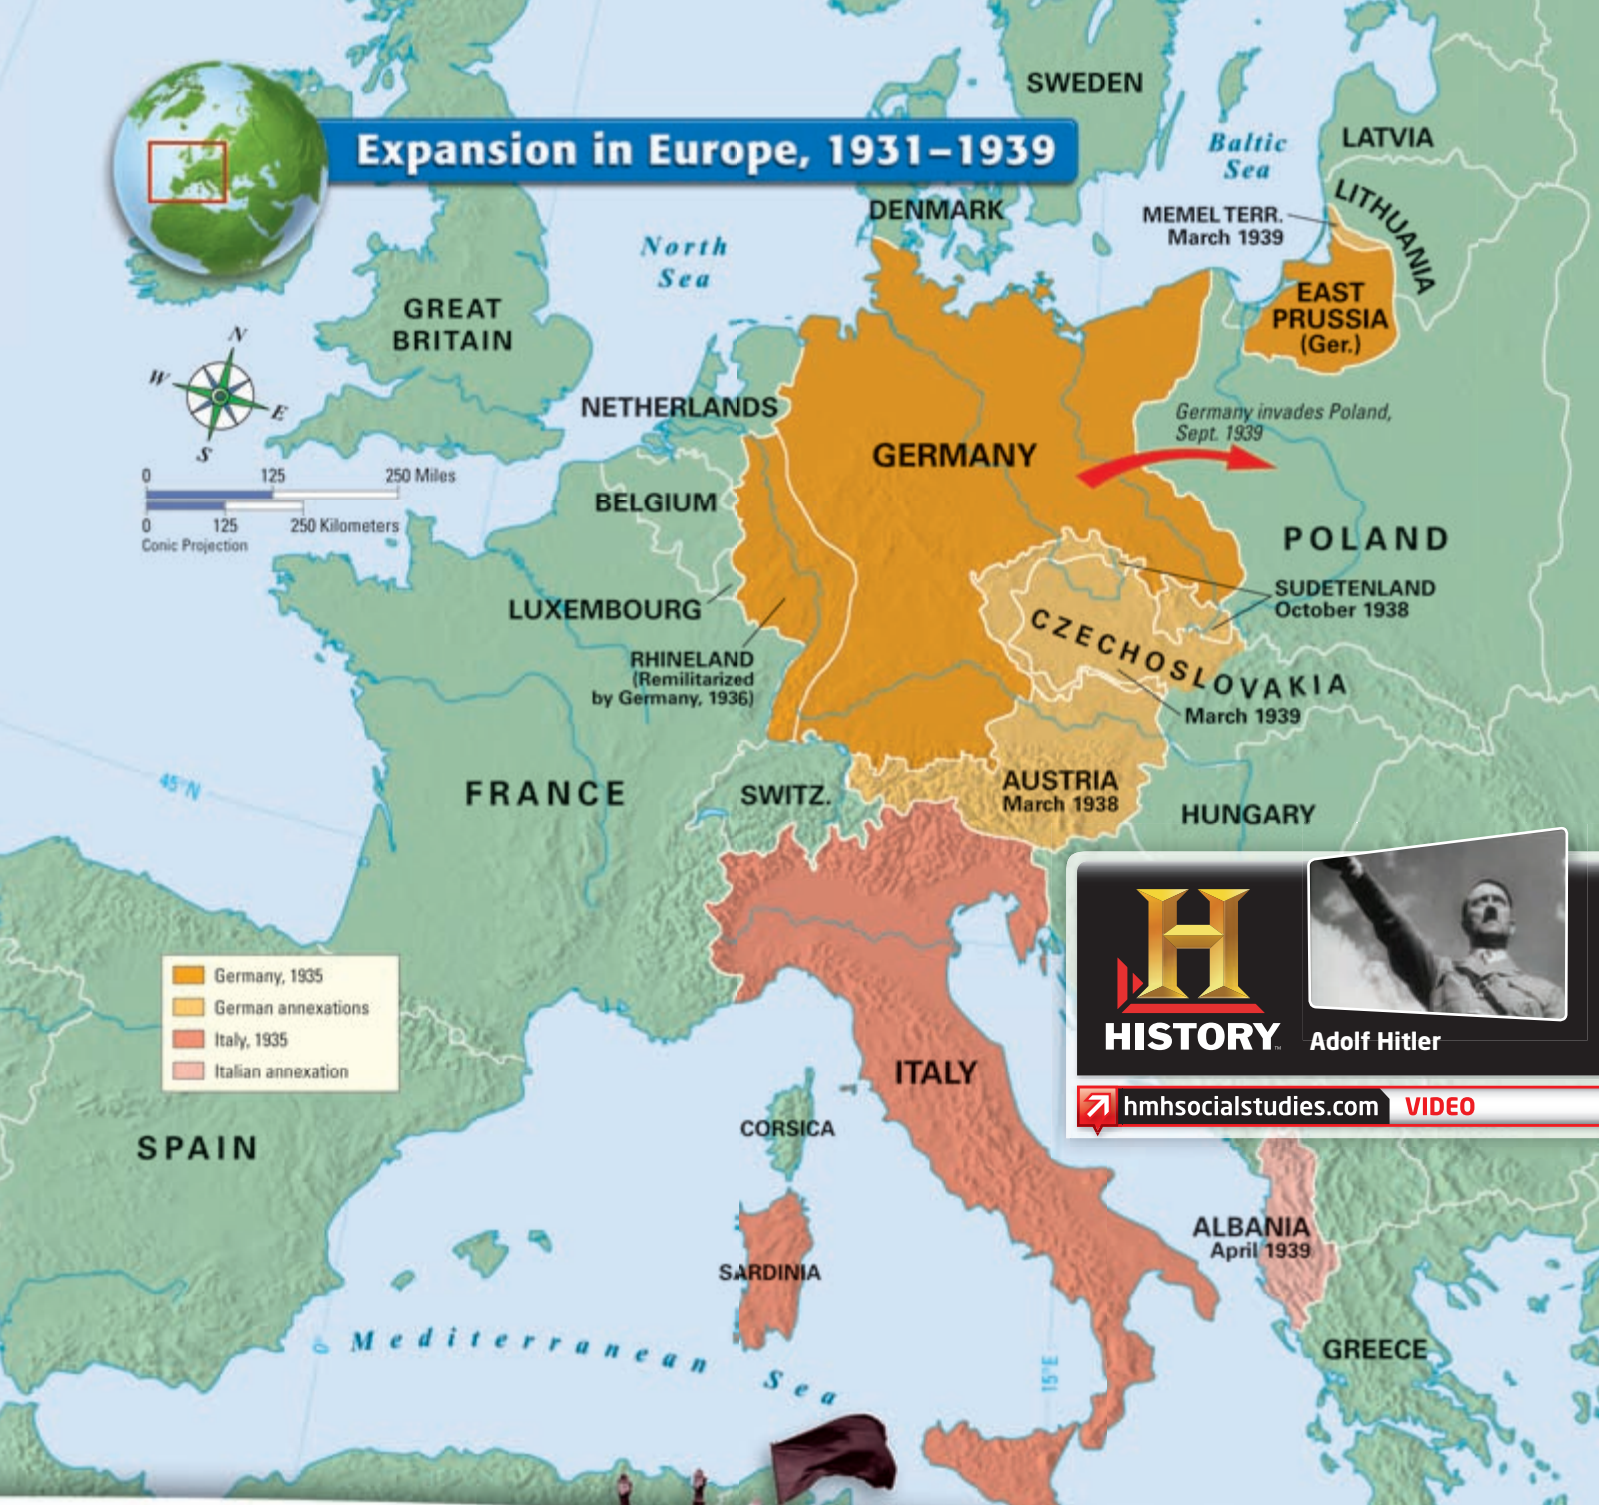 Expansion in Europe, 1931–1939
SWEDEN
Baltic
Sea
LATVIA
LITHUANIA
DENMARK
MEMEL TERR.
March 1939
North
Sea
EAST
PRUSSIA
(Ger.)
GREAT
BRITAIN
N
W
E
S
NETHERLANDS
Germany invades Poland,
Sept. 1939
GERMANY
0 125 250 Miles
0 125 250 Kilometers
Conic Projection
BELGIUM
POLAND
LUXEMBOURG
SUDETENLAND
October 1938
CZECHOSLOVAKIA
March 1939
RHINELAND
(Remilitarized
by Germany, 1936)
45°N
FRANCE
SWITZ.
AUSTRIA
March 1938
HUNGARY
H
HISTORY™
Adolf Hitler
hmhsocialstudies.com VIDEO
Germany, 1935
German annexations
Italy, 1935
Italian annexation
ITALY
CORSICA
SPAIN
ALBANIA
April 1939
SARDINIA
GREECE
0°
Mediterranean Sea
15°E